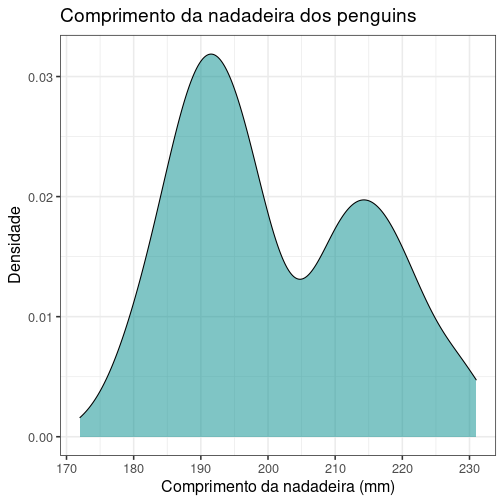 Comprimento da nadadeira dos penguins
Densidade
0.03
0.02
0.01
0.00
170 180 190 200 210 220 230
Comprimento da nadadeira (mm)